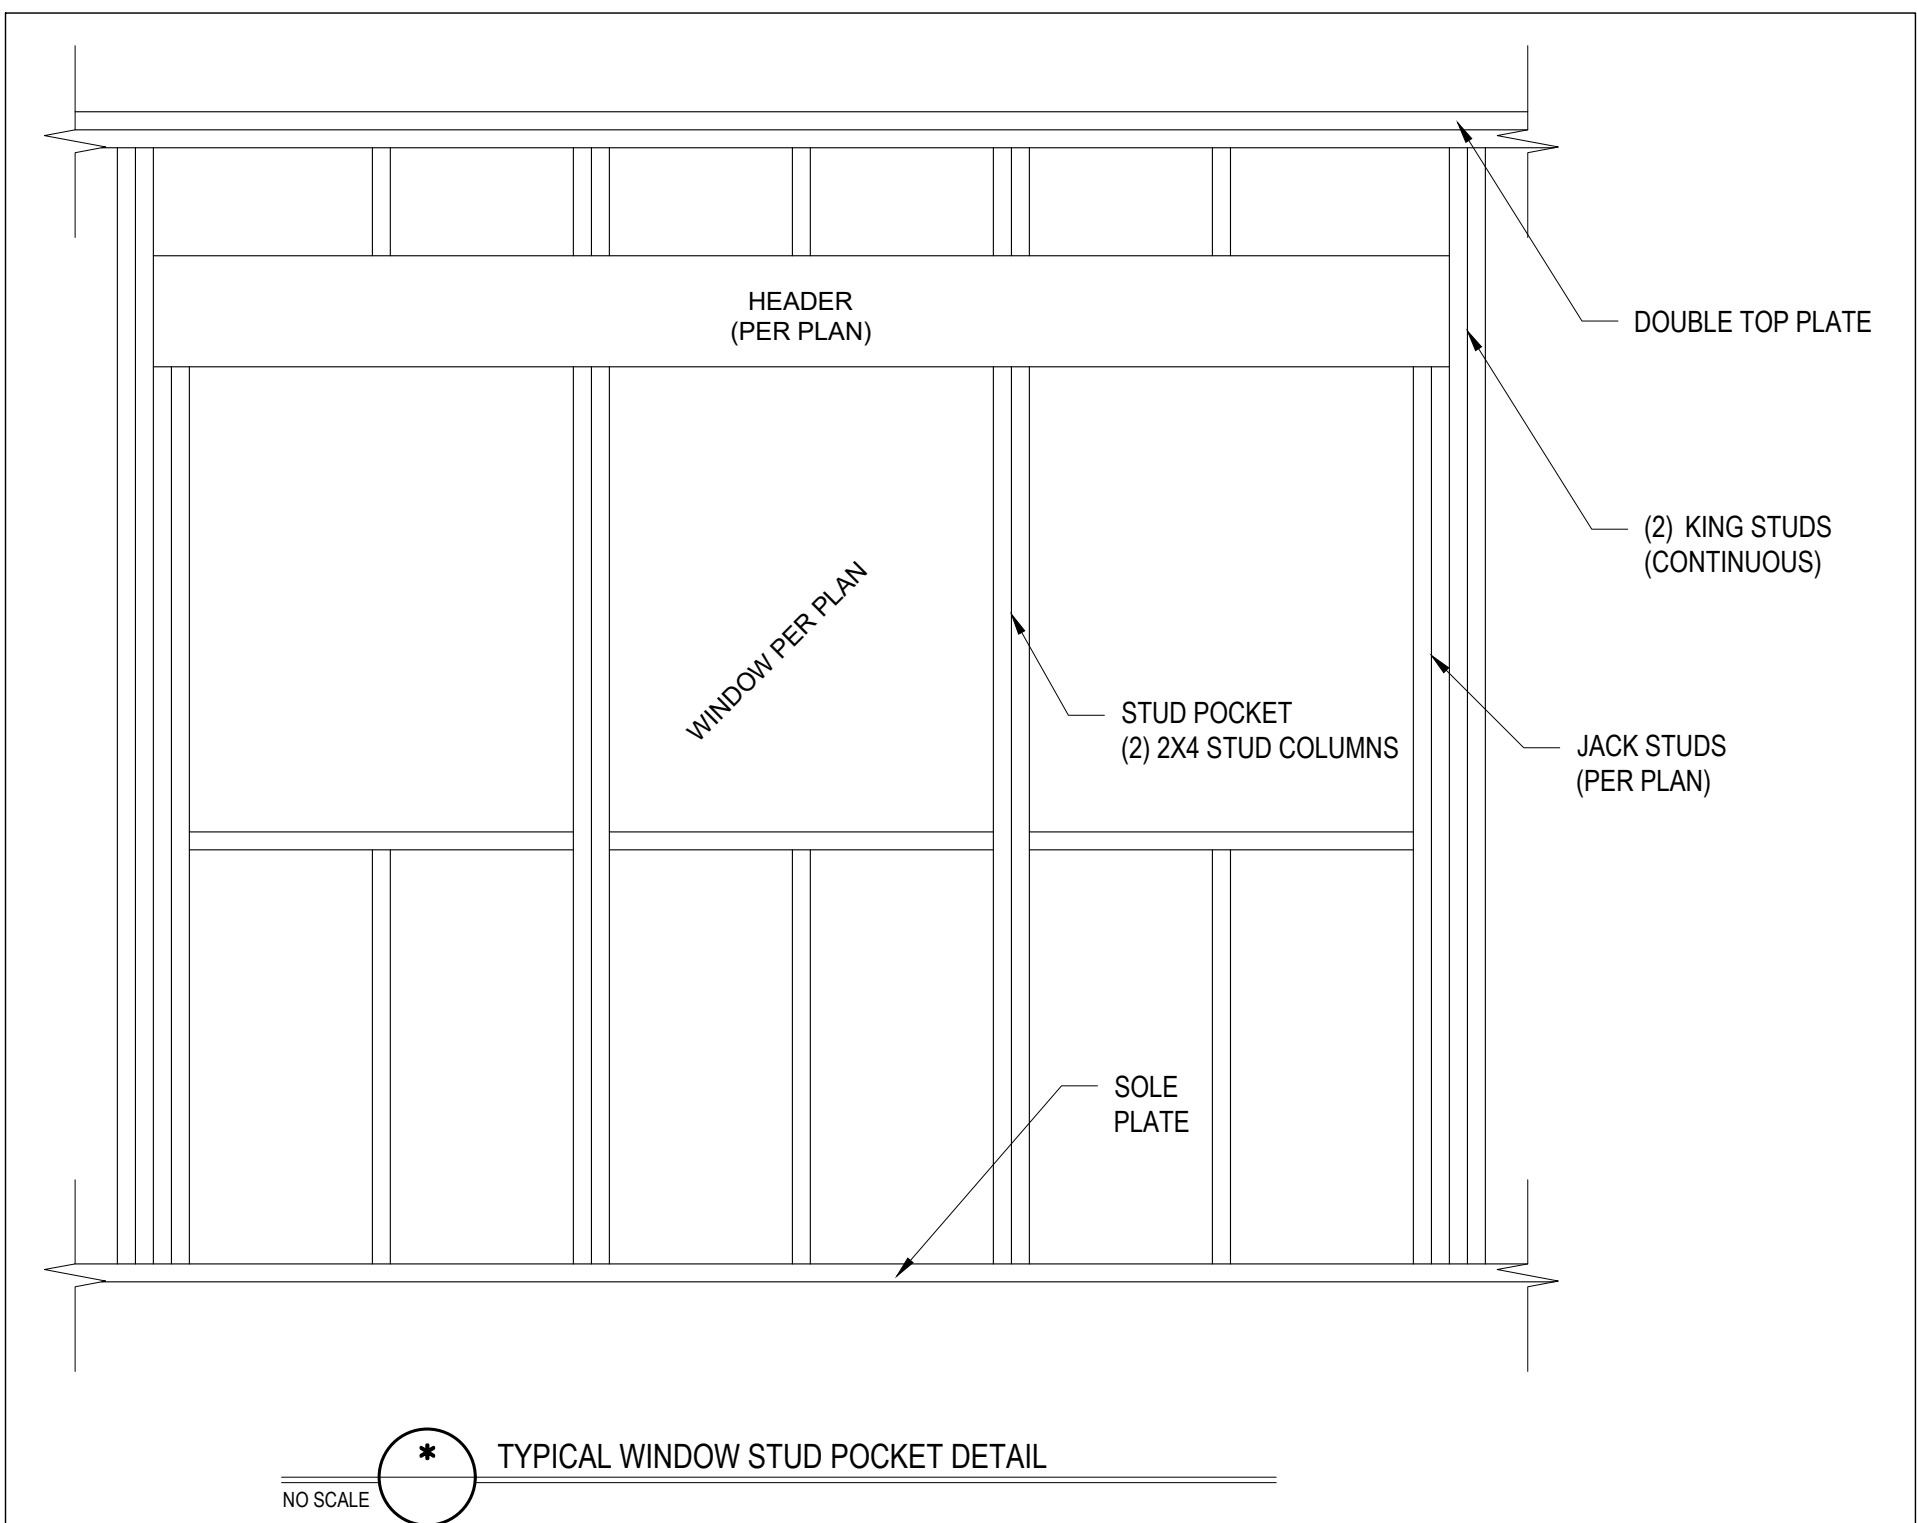 HEADER
(PER PLAN)
DOUBLE TOP PLATE
(2) KING STUDS
(CONTINUOUS)
WINDOW PER PLAN
STUD POCKET
(2) 2X4 STUD COLUMNS
JACK STUDS
(PER PLAN)
SOLE
PLATE
*
TYPICAL WINDOW STUD POCKET DETAIL
NO SCALE